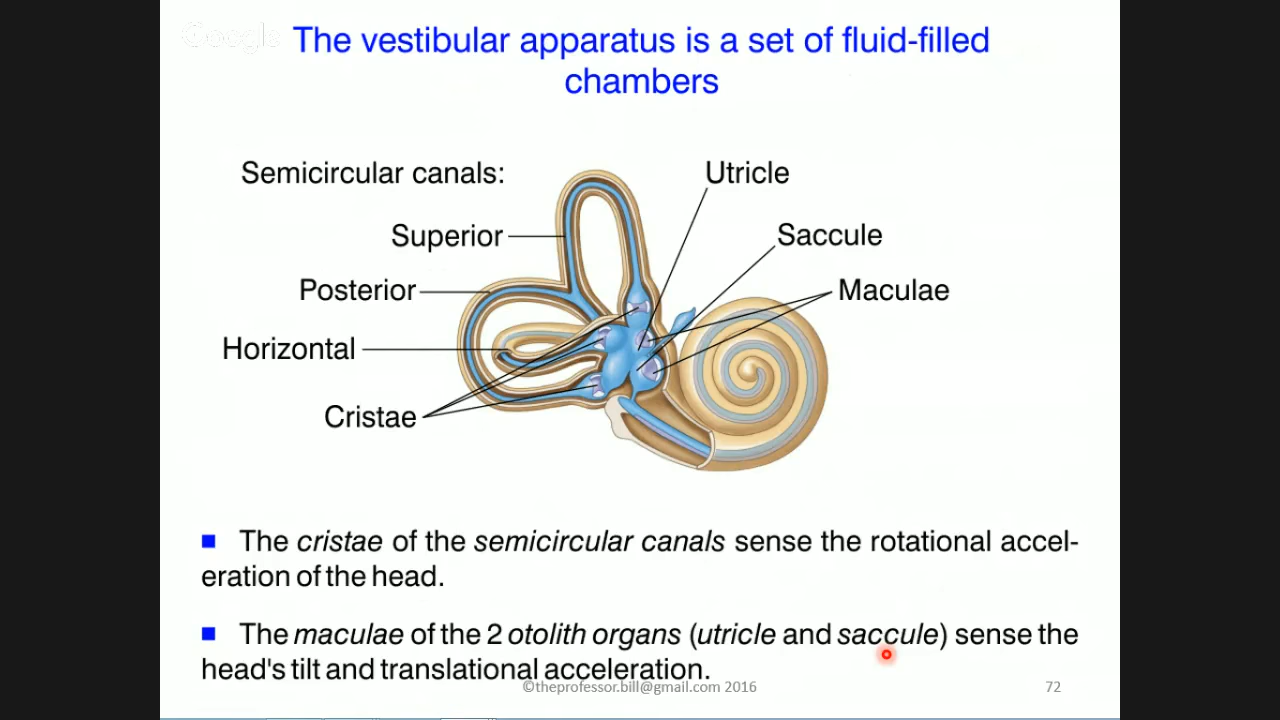 Google
The vestibular apparatus is a set of fluid-filled
chambers
Semicircular canals:
Utricle
Superior
Saccule
Posterior
Maculae
Horizontal
Cristae
■ The cristae of the semicircular canals sense the rotational accel-
eration of the head.
■ The maculae of the 2 otolith organs (utricle and saccule) sense the
head's tilt and translational acceleration.
©theprofessor.bill@gmail.com 2016
72